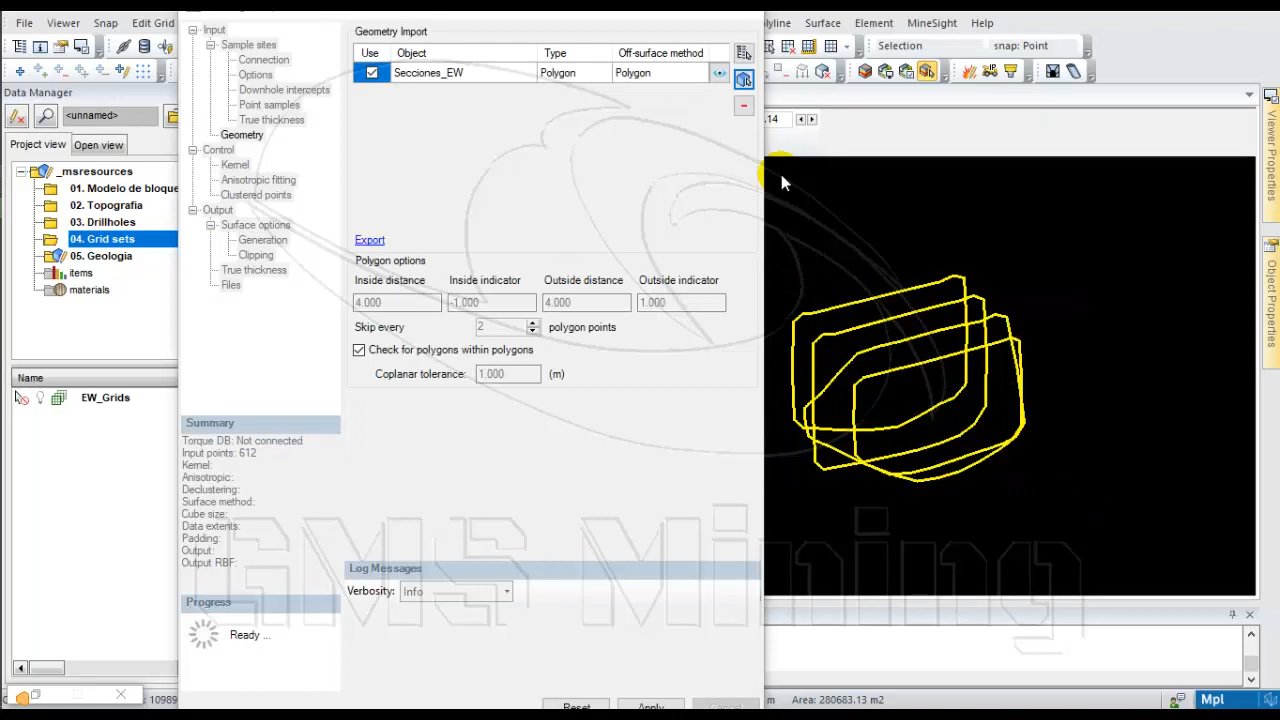 File Viewer Snap Edit Grid
olyline Surface Element MineSight Help
Selection snap: Point
Data Manager
<unnamed>
Project view Open view
_msresources
01. Modelo de bloque
02. Topografia
03. Drillholes
04. Grid sets
05. Geologia
items
materials
Name
EW_Grids
Input
Sample sites
Connection
Options
Downhole intercepts
Point samples
True thickness
Geometry
Control
Kernel
Anisotropic fitting
Clustered points
Output
Surface options
Generation
Clipping
True thickness
Files
Summary
Torque DB: Not connected
Input points: 612
Kernel:
Anisotropic:
Declustering:
Surface method:
Cube size:
Data extents:
Padding:
Output:
Output RBF:
Progress
Ready ...
Geometry Import
Use Object Type Off-surface method
Secciones_EW Polygon Polygon
Export
Polygon options
Inside distance Inside indicator Outside distance Outside indicator
4.000 -1.000 4.000 1.000
Skip every 2 polygon points
Check for polygons within polygons
Coplanar tolerance: 1.000 (m)
Log Messages
Verbosity: Info
Reset Apply Cancel
.14
Viewer Properties
Object Properties
GMS Mining
10989
m Area: 280683.13 m2
Mpl